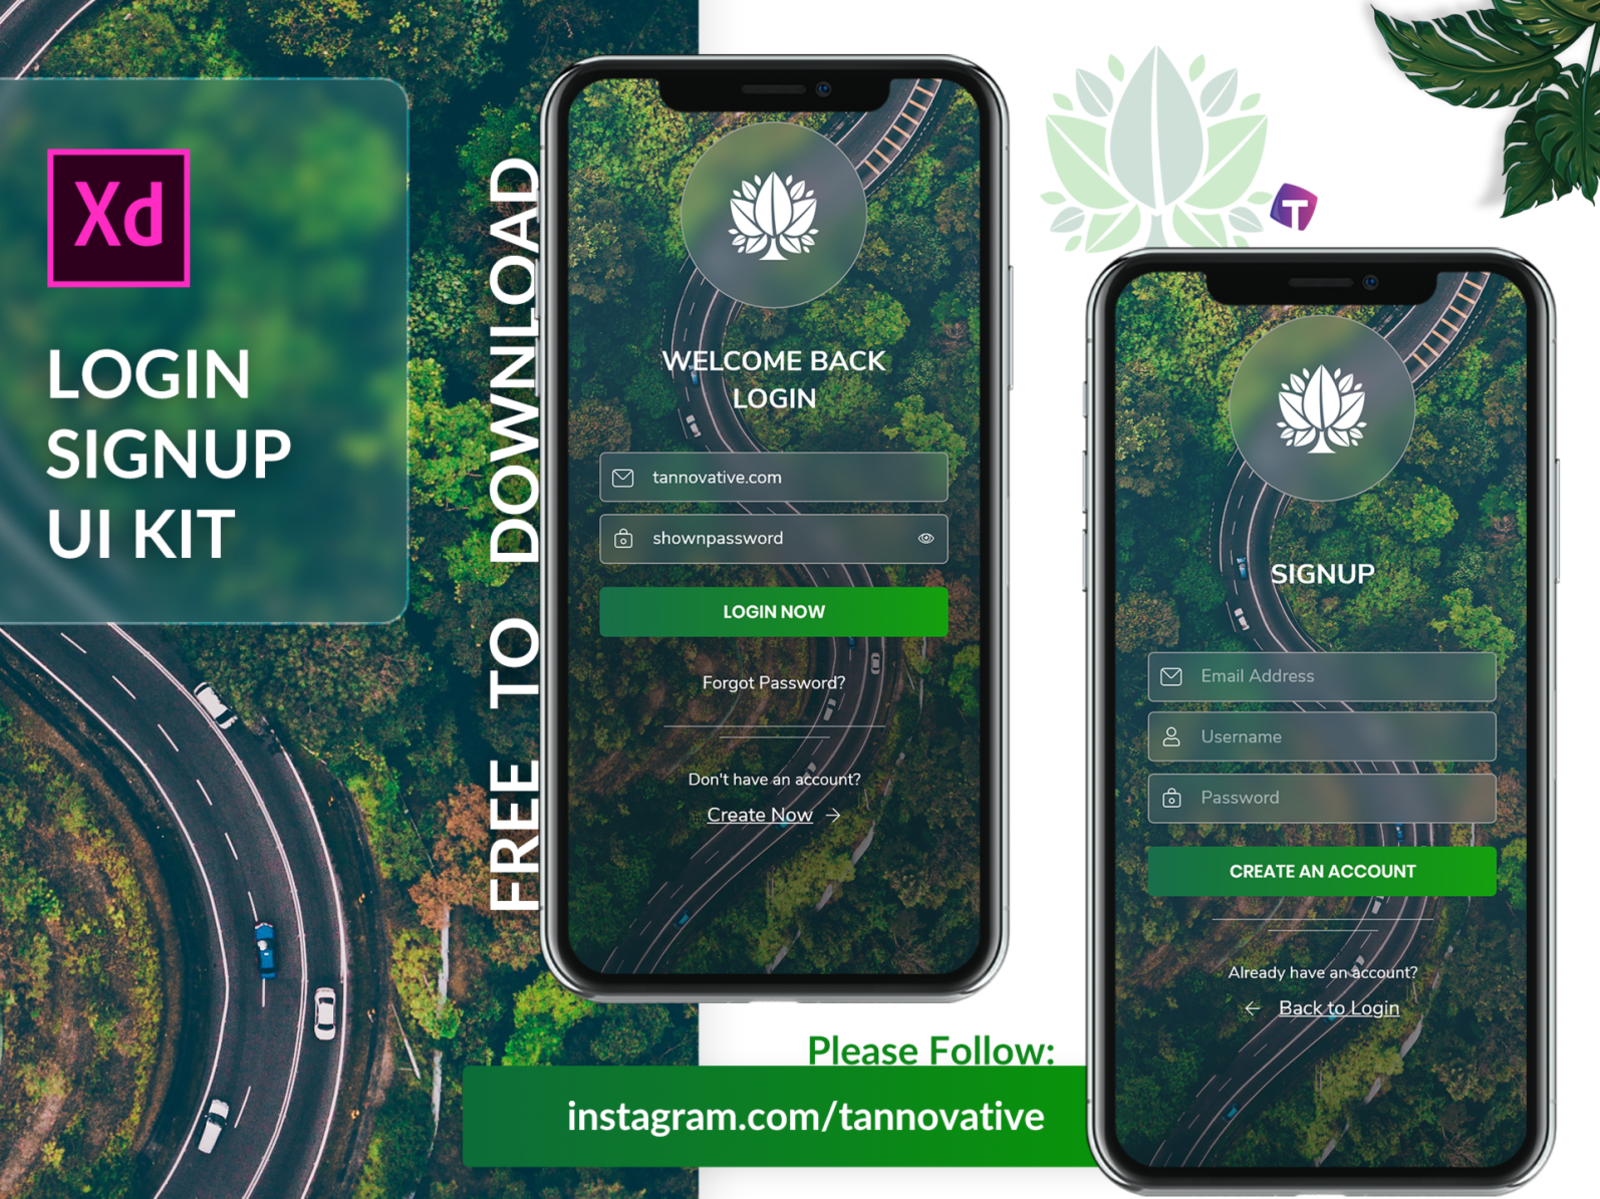 Xd
LOGIN
SIGNUP
UI KIT
FREE TO DOWNLOAD
WELCOME BACK
LOGIN
tannovative.com
shownpassword
LOGIN NOW
Forgot Password?
Don't have an account?
Create Now
T
SIGNUP
Email Address
Username
Password
CREATE AN ACCOUNT
Already have an account?
Back to Login
Please Follow:
instagram.com/tannovative